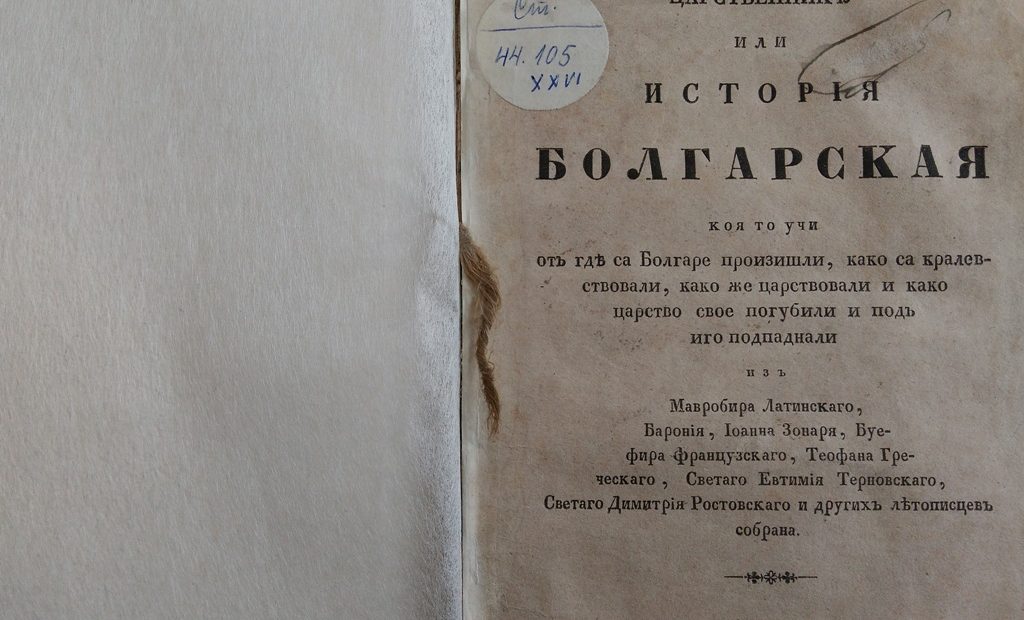 Ст.
44.105
XXVI
ЦАРСТВЕННИКЪ
ИЛИ
ИСТОРІЯ
БОЛГАРСКАЯ
коя то учи
отъ гдѣ са Болгаре произишли, како са кралев-
ствовали, како же царствовали и како
царство свое погубили и подъ
иго подпаднали
изъ
Мавробира Латинскаго,
Баронія, Іоанна Зонаря, Буе-
фира Французскаго, Теофана Гре-
ческаго, Светаго Евтимія Терновскаго,
Светаго Димитрія Ростовскаго и другихъ лѣтописцевъ
собрана.